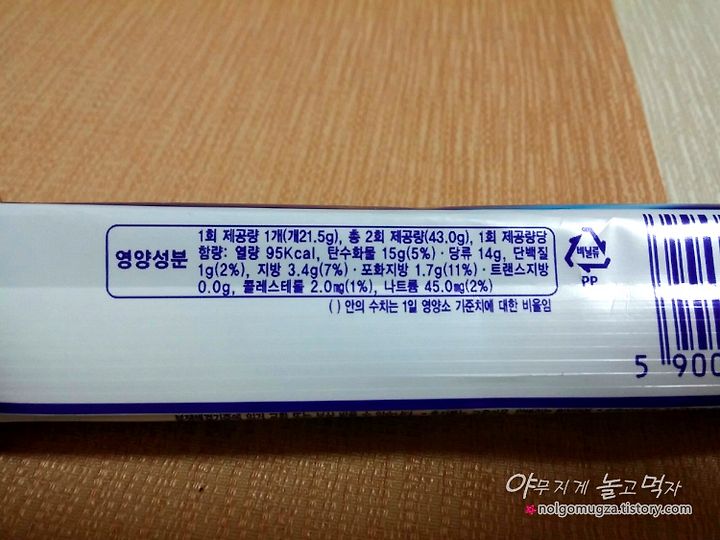 영양성분
1회 제공량 1개(개21.5g), 총 2회 제공량(43.0g), 1회 제공량당
함량: 열량 95Kcal, 탄수화물 15g(5%)·당류 14g, 단백질
1g(2%), 지방 3.4g(7%)·포화지방 1.7g(11%)·트랜스지방
0.0g, 콜레스테롤 2.0mg(1%), 나트륨 45.0mg(2%)
( ) 안의 수치는 1일 영양소 기준치에 대한 비율임
비닐류
PP
5 900
야무지게 놀고먹자
nolgomugza.tistory.com